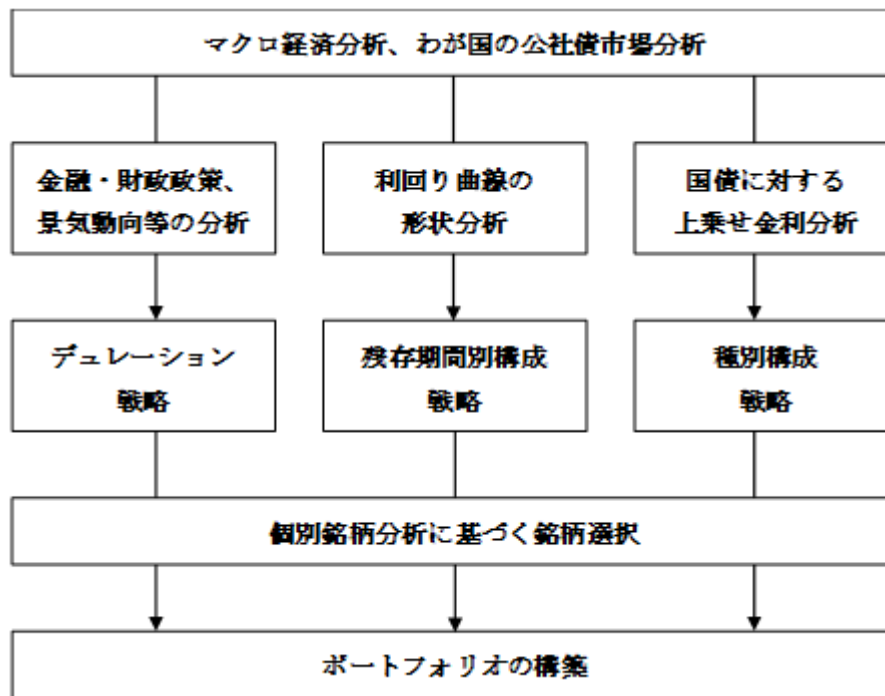 マクロ経済分析、わが国の公社債市場分析
金融・財政政策、
景気動向等の分析
利回り曲線の
形状分析
国債に対する
上乗せ金利分析
デュレーション
戦略
残存期間別構成
戦略
種別構成
戦略
個別銘柄分析に基づく銘柄選択
ポートフォリオの構築